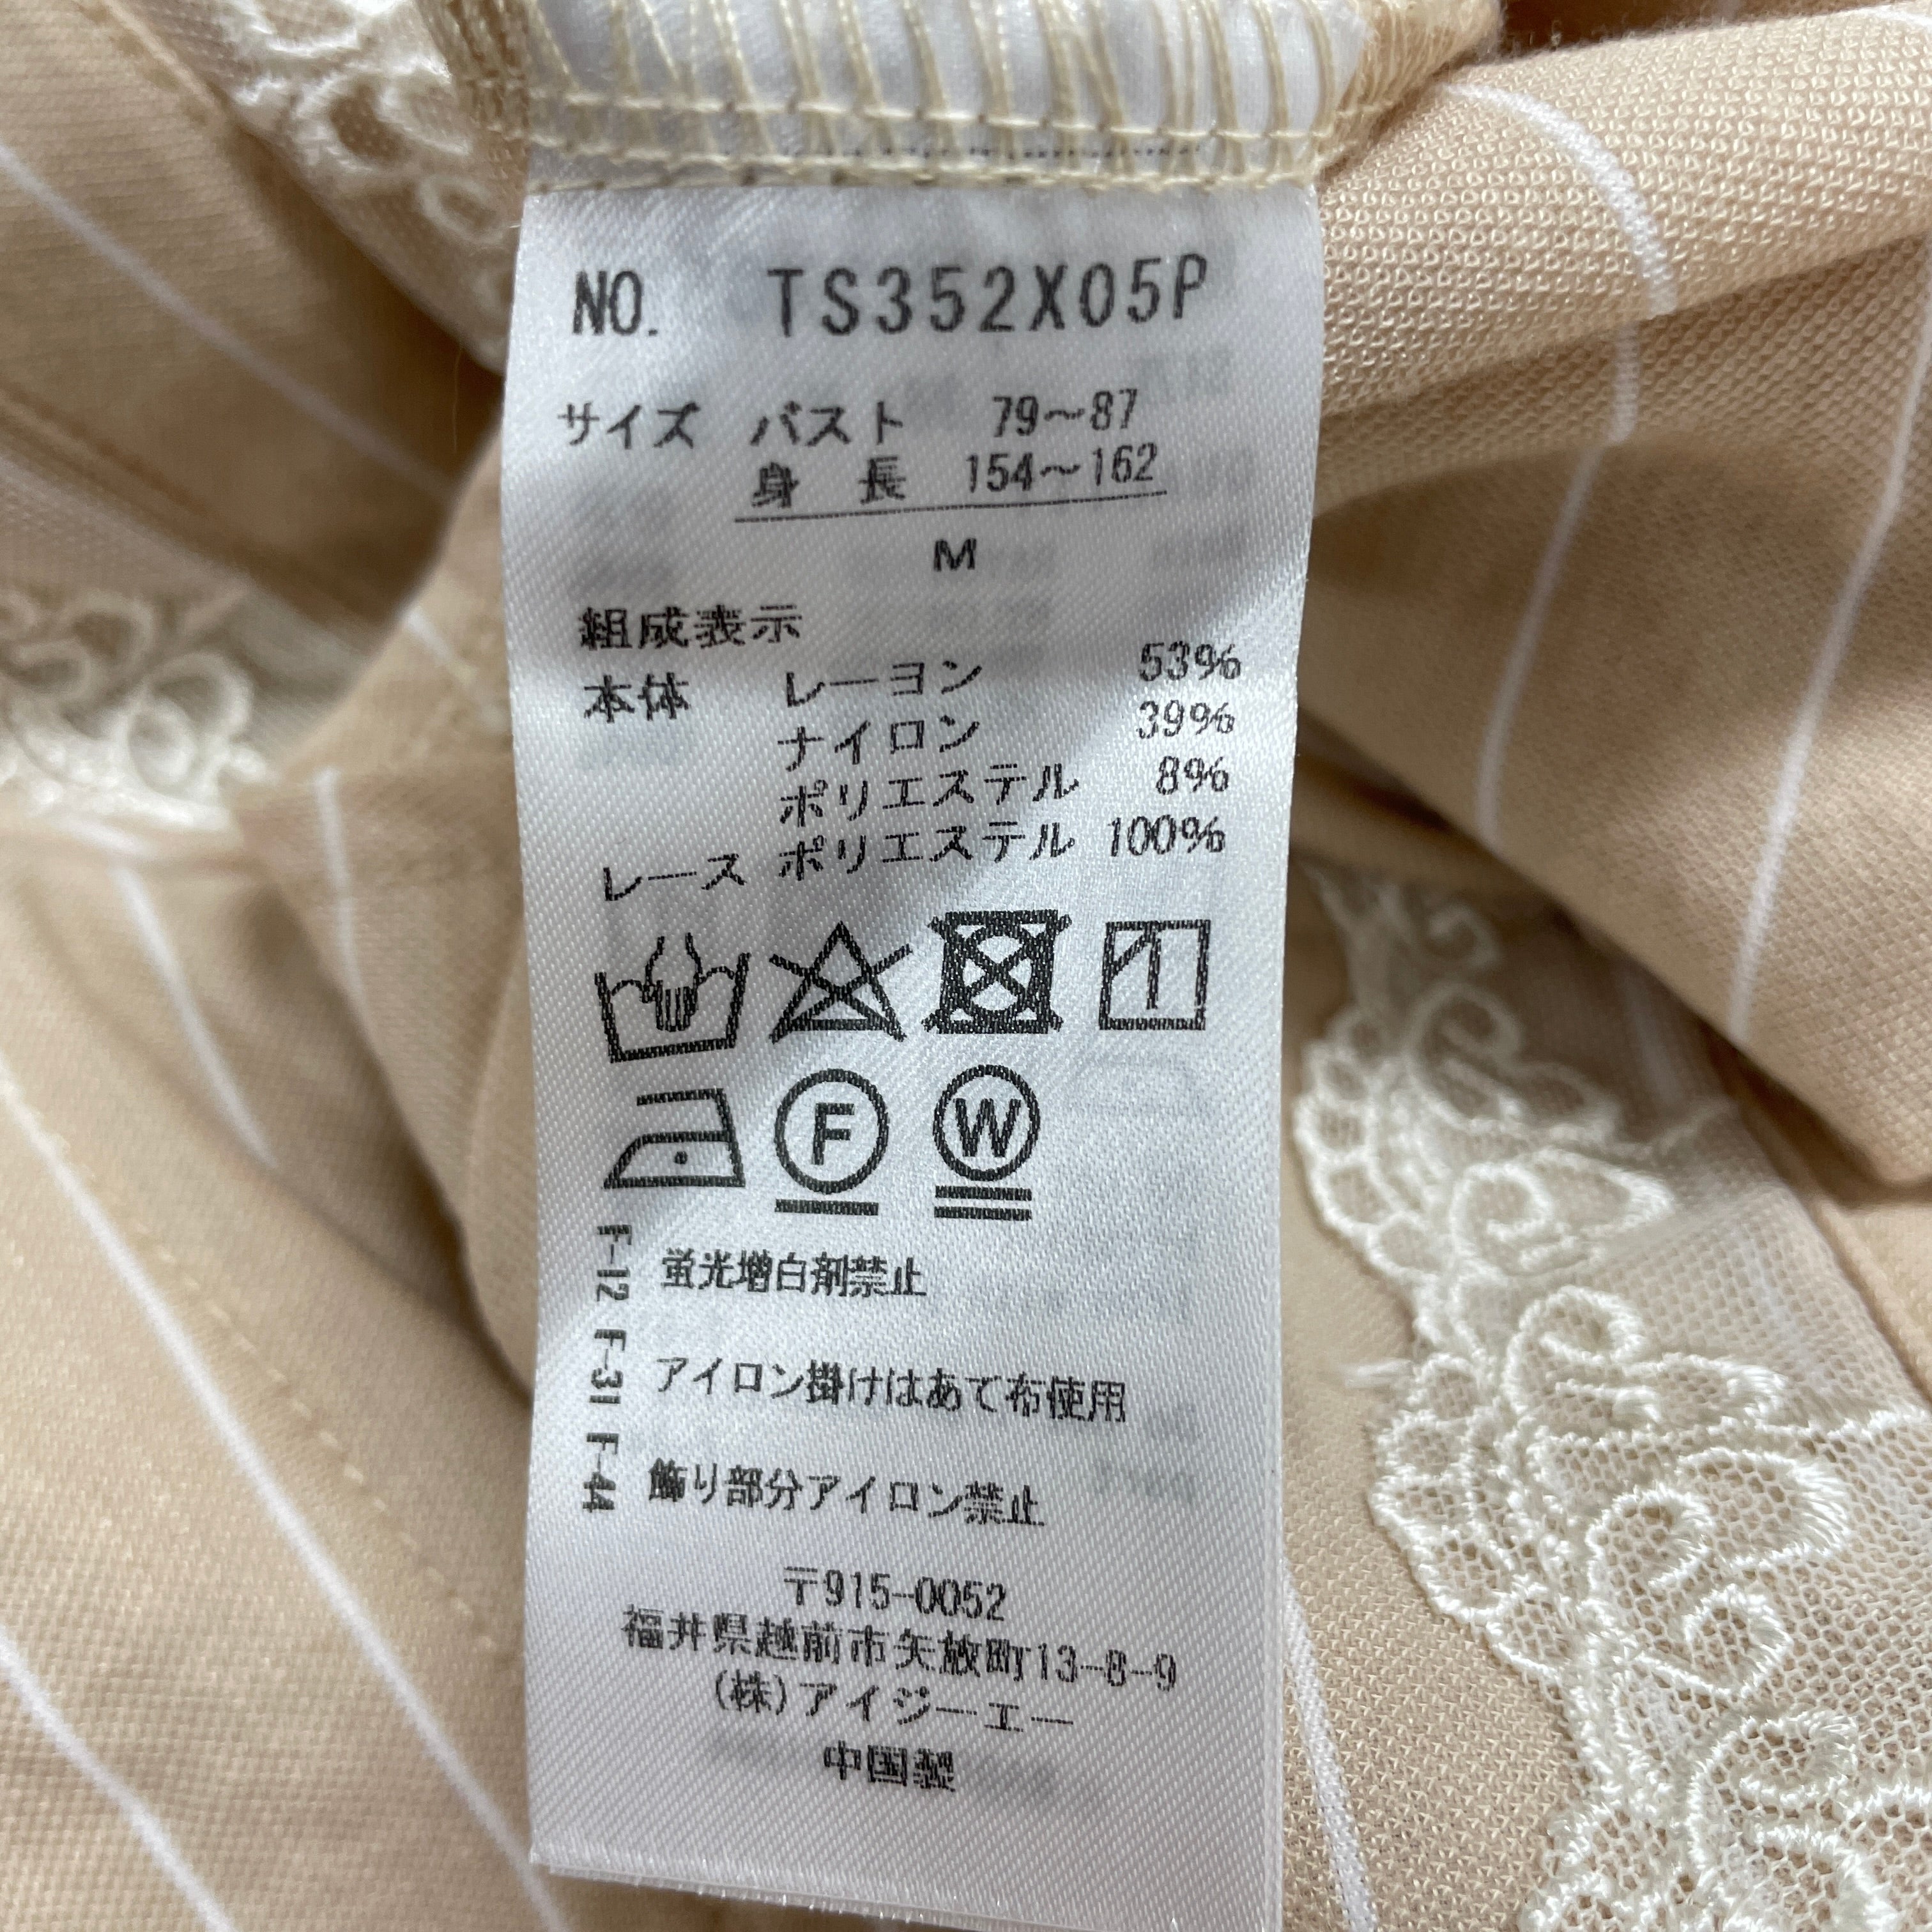 NO. TS352X05P
サイズ バスト 79〜87
身長 154〜162
M
組成表示
本体 レーヨン 53%
ナイロン 39%
ポリエステル 8%
レース ポリエステル 100%
F
W
F-12 蛍光増白剤禁止
F-31 アイロン掛けはあて布使用
F-44 飾り部分アイロン禁止
〒915-0052
福井県越前市矢放町13-8-9
(株)アイジーエー
中国製